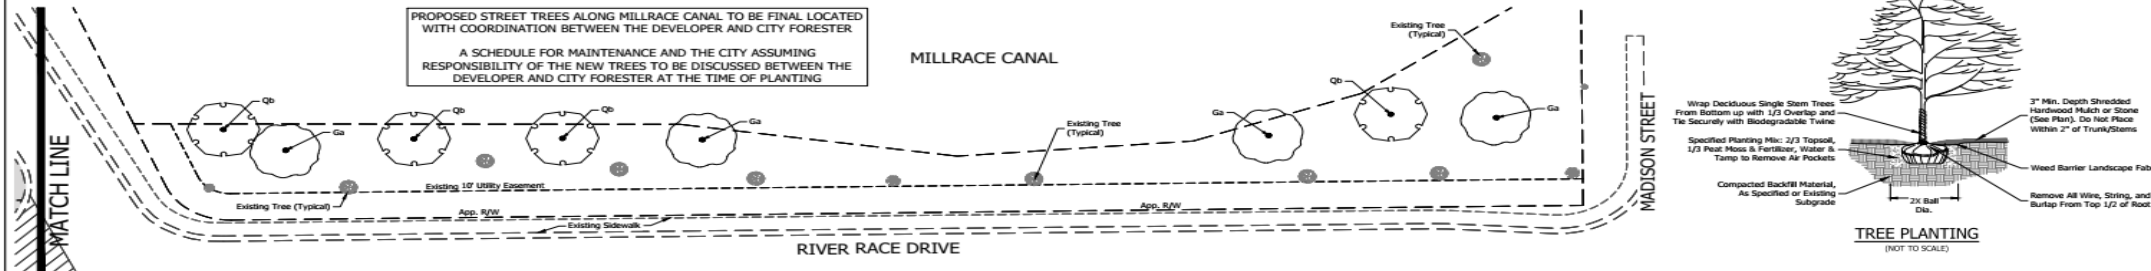 PROPOSED STREET TREES ALONG MILLRACE CANAL TO BE FINAL LOCATED
WITH COORDINATION BETWEEN THE DEVELOPER AND CITY FORESTER
A SCHEDULE FOR MAINTENANCE AND THE CITY ASSUMING
RESPONSIBILITY OF THE NEW TREES TO BE DISCUSSED BETWEEN THE
DEVELOPER AND CITY FORESTER AT THE TIME OF PLANTING
MILLRACE CANAL
Existing Tree
(Typical)
Qb
Ga
Qb
Qb
Ga
Existing Tree
(Typical)
Ga
Qb
Ga
MATCH LINE
Existing 10' Utility Easement
Existing Tree (Typical)
App. R/W
App. R/W
Existing Sidewalk
RIVER RACE DRIVE
MADISON STREET
Wrap Deciduous Single Stem Trees
From Bottom up with 1/3 Overlap and
Tie Securely with Biodegradable Twine
Specified Planting Mix: 2/3 Topsoil,
1/3 Peat Moss & Fertilizer, Water &
Tamp to Remove Air Pockets
Compacted Backfill Material,
As Specified or Existing
Subgrade
2X Ball
Dia.
3" Min. Depth Shredded
Hardwood Mulch or Stone
(See Plan). Do Not Place
Within 2" of Trunk/Stems
Weed Barrier Landscape Fab
Remove All Wire, String, and
Burlap From Top 1/2 of Root
TREE PLANTING
(NOT TO SCALE)